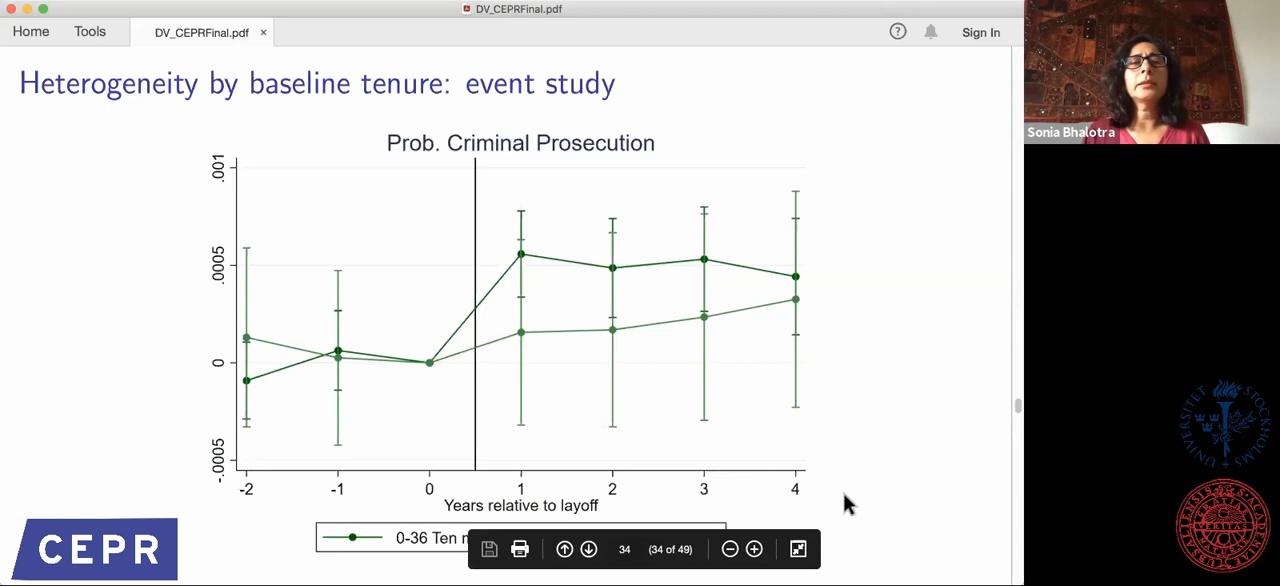 DV_CEPRFinal.pdf
Home Tools DV_CEPRFinal.pdf × ? Sign In
Heterogeneity by baseline tenure: event study
Sonia Bhalotra
Prob. Criminal Prosecution
.001
.0005
0
-.0005
-2 -1 0 1 2 3 4
Years relative to layoff
0-36 Ten
34 (34 of 49)
CEPR